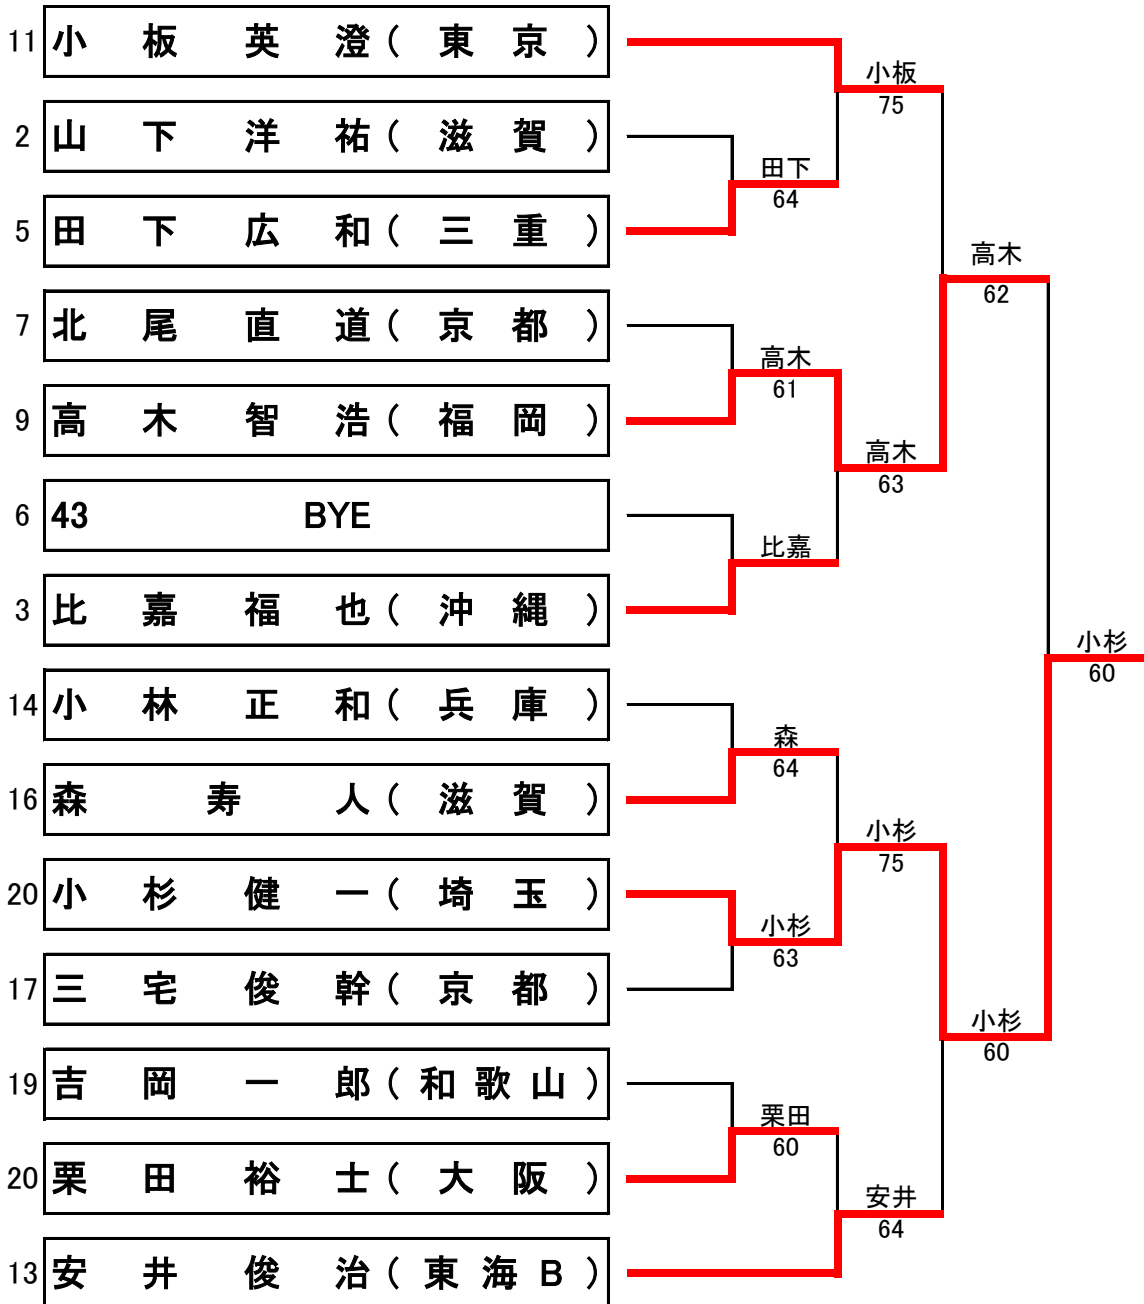 11 小板英澄(東京)
小板
75
2 山下洋祐(滋賀)
田下
64
5 田下広和(三重)
高木
62
7 北尾直道(京都)
高木
61
9 高木智浩(福岡)
高木
63
6 43 BYE
比嘉
3 比嘉福也(沖縄)
小杉
60
14 小林正和(兵庫)
森
64
16 森寿人(滋賀)
小杉
75
20 小杉健一(埼玉)
小杉
63
17 三宅俊幹(京都)
小杉
60
19 吉岡一郎(和歌山)
栗田
60
20 栗田裕士(大阪)
安井
64
13 安井俊治(東海B)